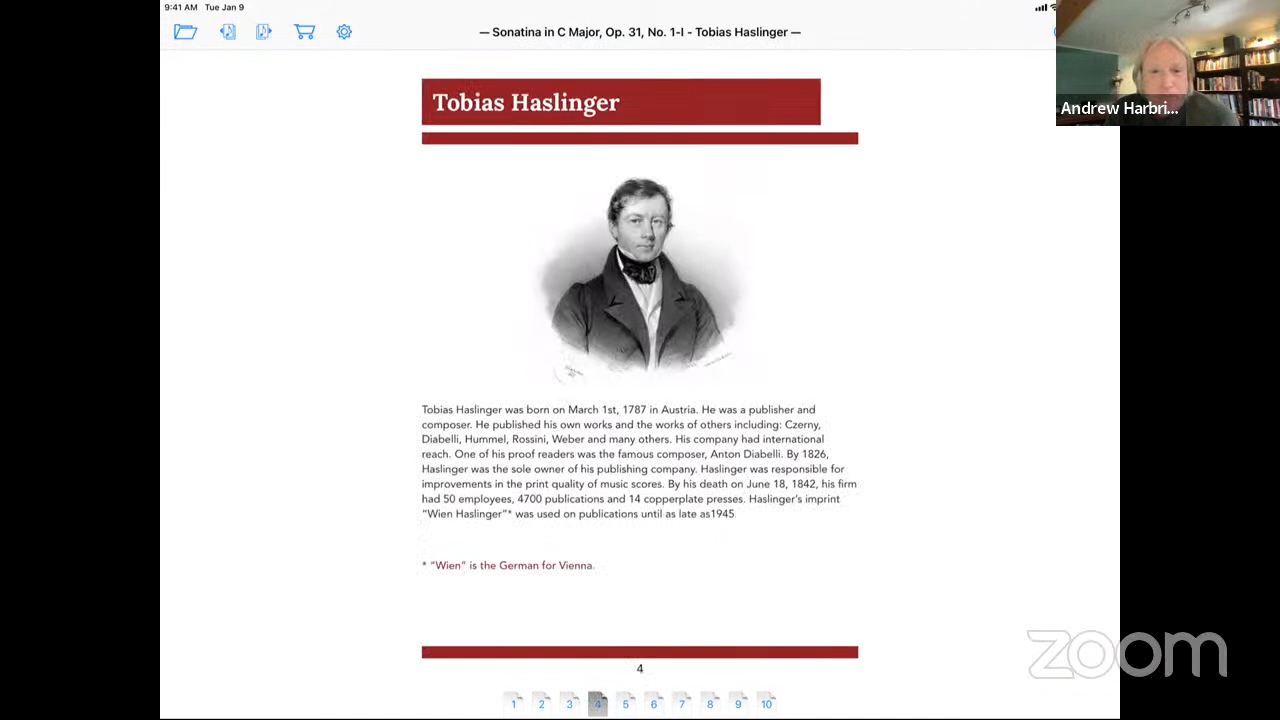 9:41 AM Tue Jan 9
— Sonatina in C Major, Op. 31, No. 1-I - Tobias Haslinger —
Andrew Harbri...
Tobias Haslinger
Tobias Haslinger was born on March 1st, 1787 in Austria. He was a publisher and
composer. He published his own works and the works of others including: Czerny,
Diabelli, Hummel, Rossini, Weber and many others. His company had international
reach. One of his proof readers was the famous composer, Anton Diabelli. By 1826,
Haslinger was the sole owner of his publishing company. Haslinger was responsible for
improvements in the print quality of music scores. By his death on June 18, 1842, his firm
had 50 employees, 4700 publications and 14 copperplate presses. Haslinger's imprint
"Wien Haslinger"* was used on publications until as late as1945.
* "Wien" is the German for Vienna.
zoom
4
1 2 3 4 5 6 7 8 9 10